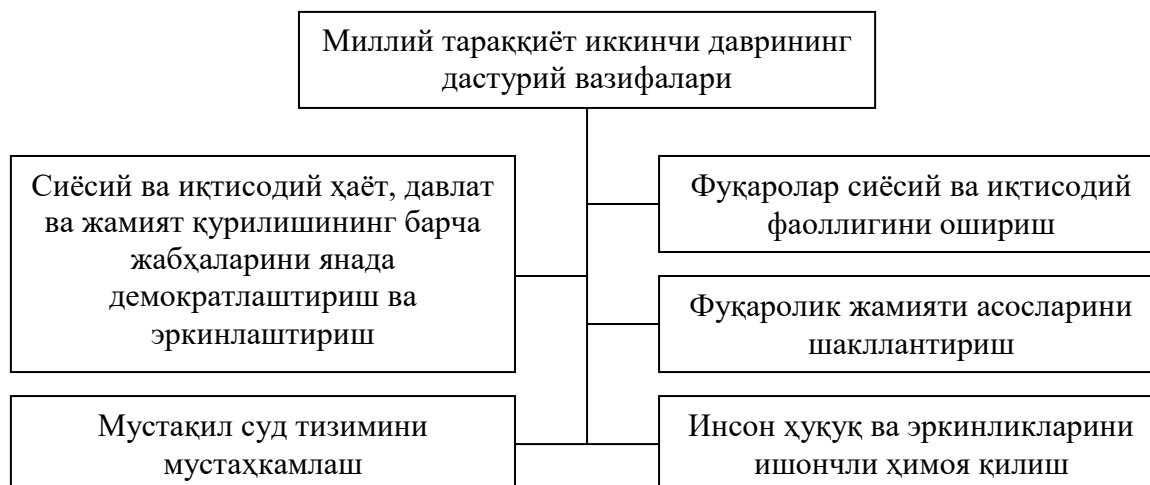 Миллий тараққиёт иккинчи даврининг
дастурий вазифалари
Сиёсий ва иқтисодий ҳаёт, давлат
ва жамият қурилишининг барча
жабҳаларини янада
демократлаштириш ва
эркинлаштириш
Мустақил суд тизимини
мустаҳкамлаш
Фуқаролар сиёсий ва иқтисодий
фаоллигини ошириш
Фуқаролик жамияти асосларини
шакллантириш
Инсон ҳуқуқ ва эркинликларини
ишончли ҳимоя қилиш